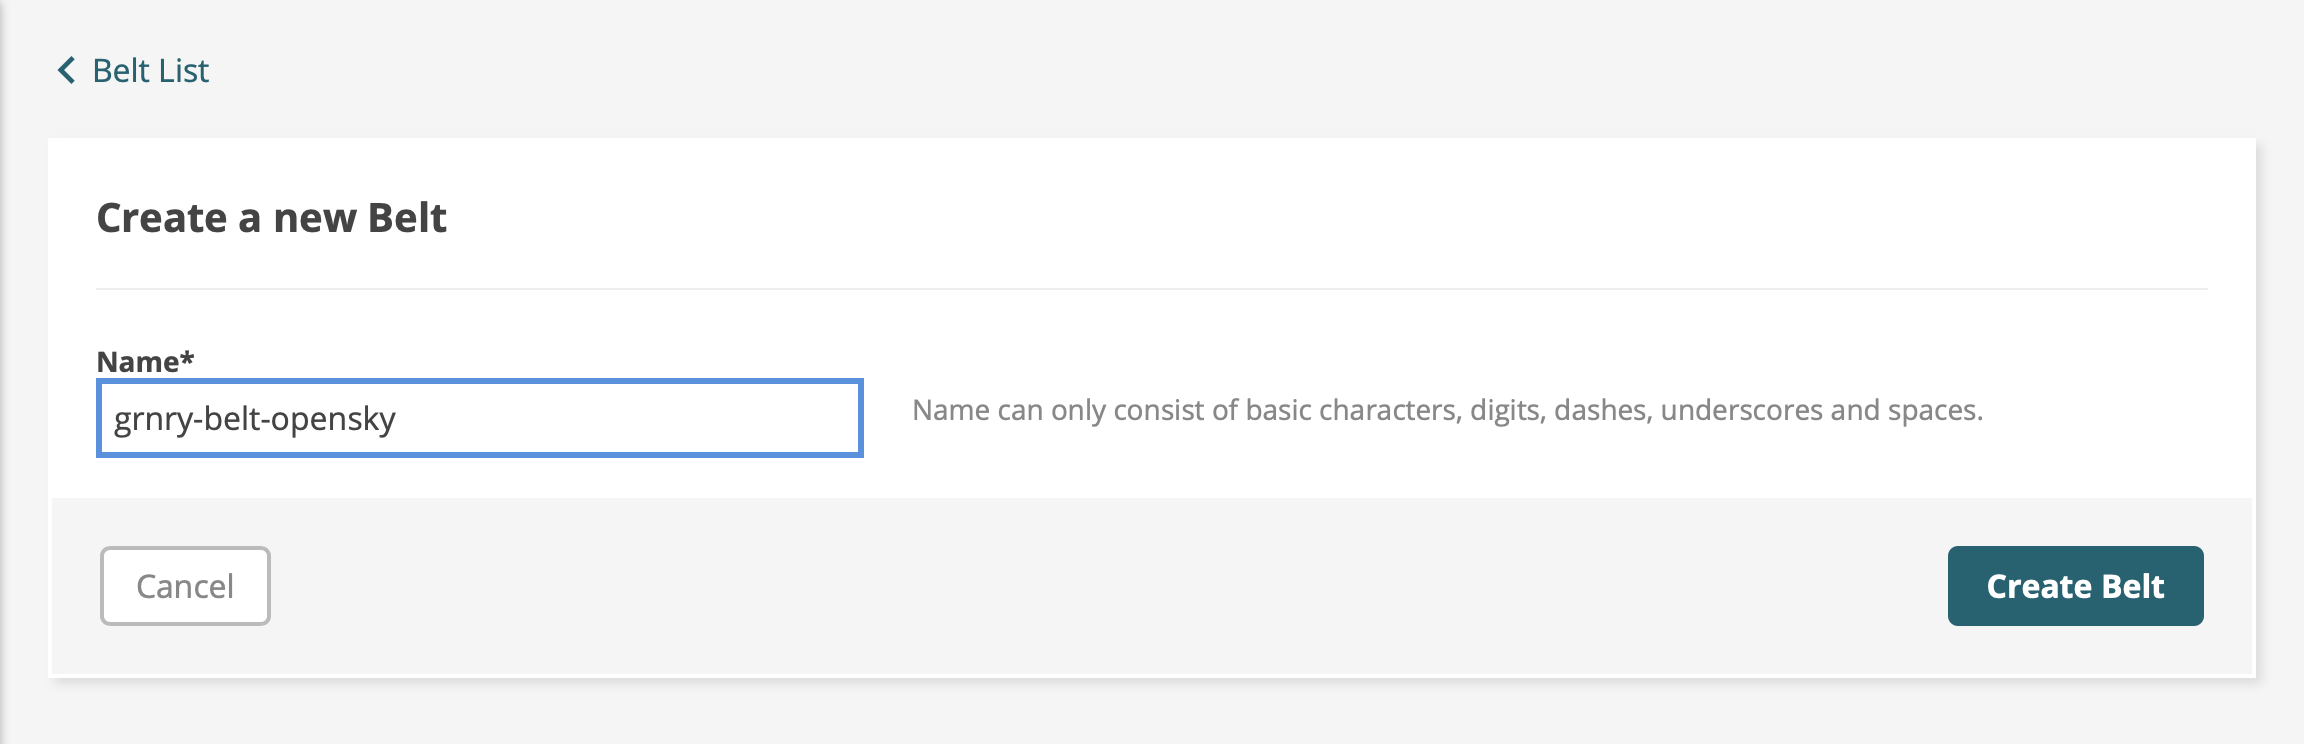 Belt List
Create a new Belt
Name*
grnry-belt-opensky
Name can only consist of basic characters, digits, dashes, underscores and spaces.
Cancel
Create Belt